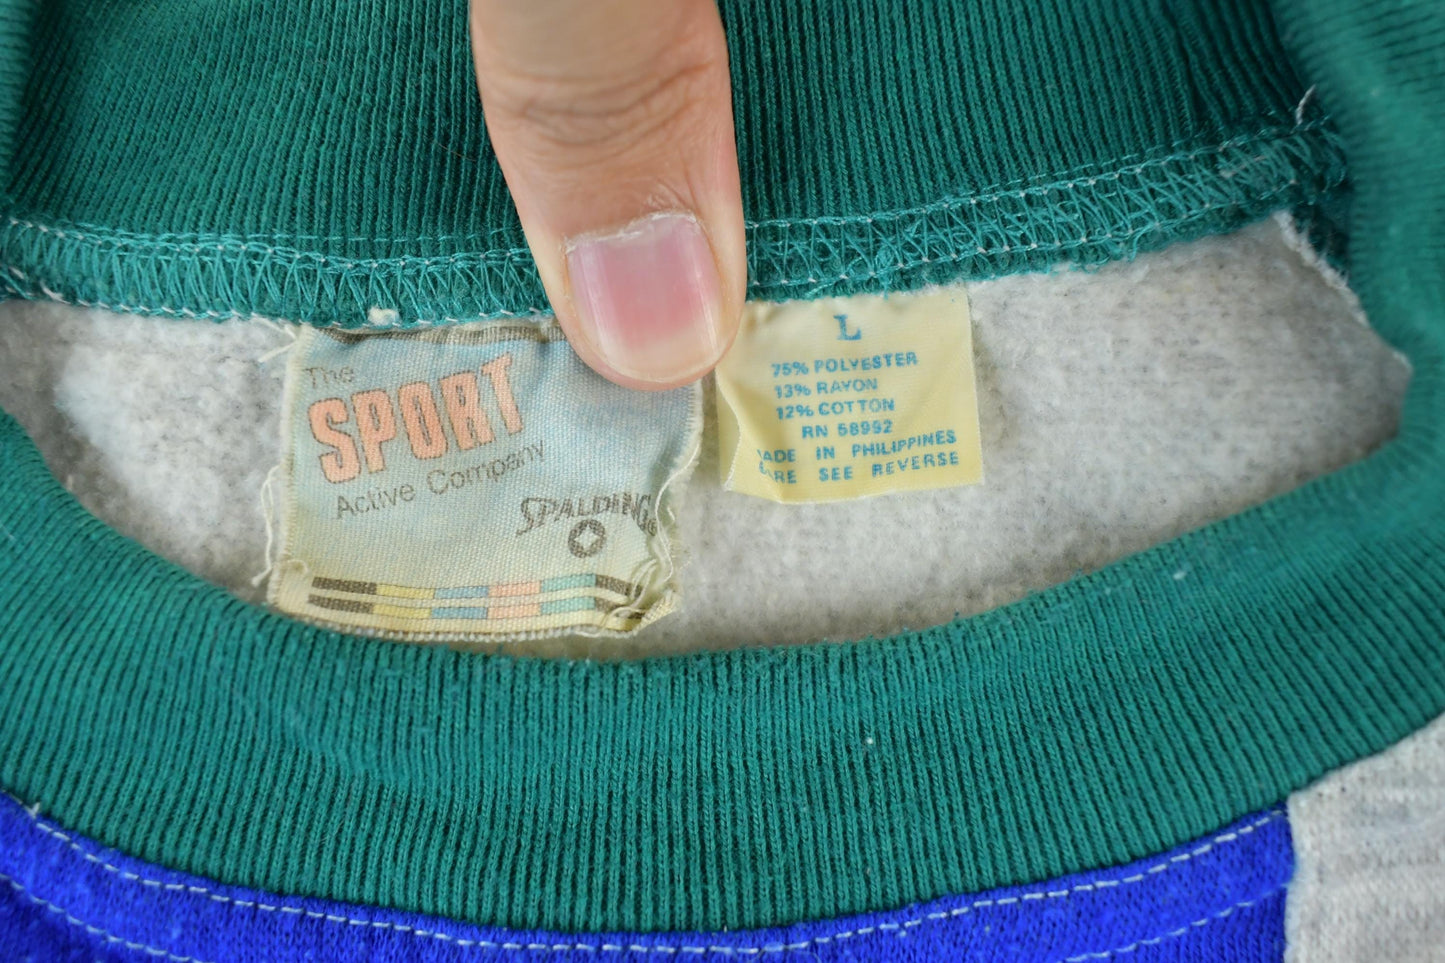 The
SPORT
Active Company
SPALDING
L
75% POLYESTER
13% RAYON
12% COTTON
RN 58992
MADE IN PHILIPPINES
CARE SEE REVERSE